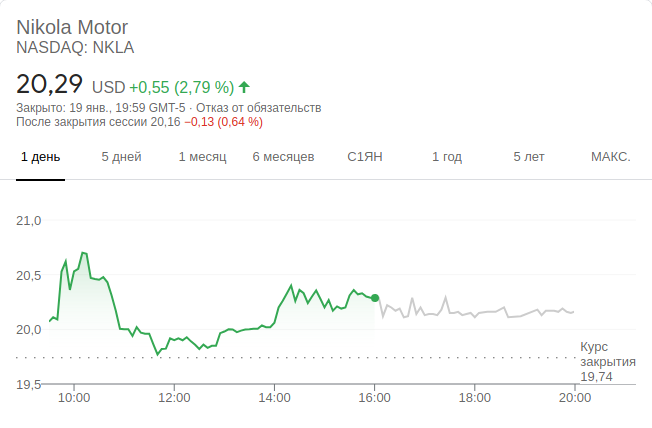 Nikola Motor
NASDAQ: NKLA
20,29 USD +0,55 (2,79 %)
Закрыто: 19 янв., 19:59 GMT-5 · Отказ от обязательств
После закрытия сессии 20,16 −0,13 (0,64 %)
1 день 5 дней 1 месяц 6 месяцев С1ЯН 1 год 5 лет МАКС.
21,0
20,5
20,0
Курс
закрытия
19,74
19,5
10:00 12:00 14:00 16:00 18:00 20:00